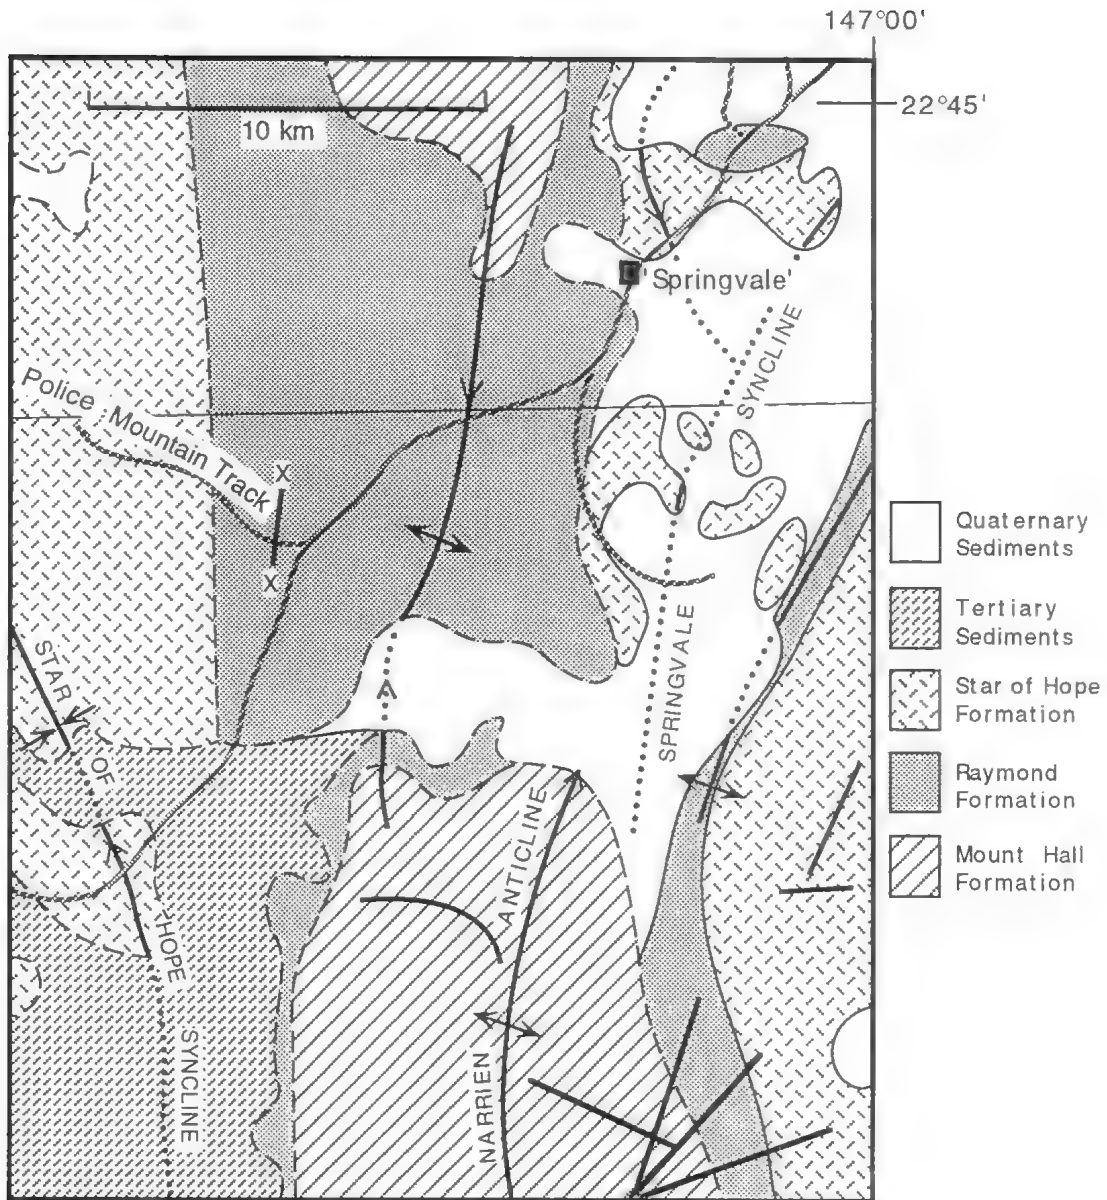 147°00'
22°45'
10 km
Springvale
SYNCLINE
Police Mountain Track
X
X
STAR OF HOPE SYNCLINE
SPRINGVALE
ANTICLINE
NARRIEN
Quaternary
Sediments
Tertiary
Sediments
Star of Hope
Formation
Raymond
Formation
Mount Hall
Formation